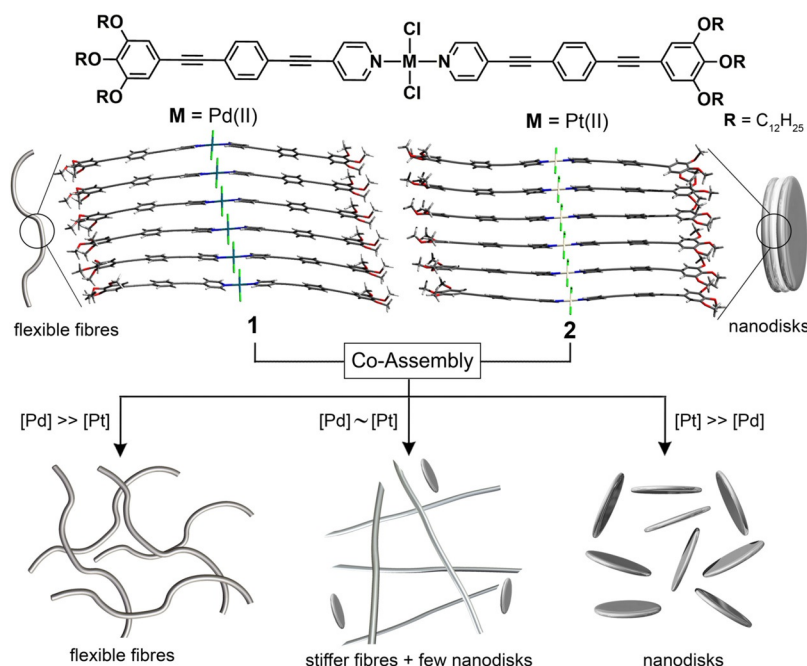 RO
RO
RO
N
Cl
M
Cl
N
OR
OR
OR
M = Pd(II)
M = Pt(II)
R = C₁₂H₂₅
flexible fibres
1
2
nanodisks
Co-Assembly
[Pd] >> [Pt]
[Pd] ~ [Pt]
[Pt] >> [Pd]
flexible fibres
stiffer fibres + few nanodisks
nanodisks